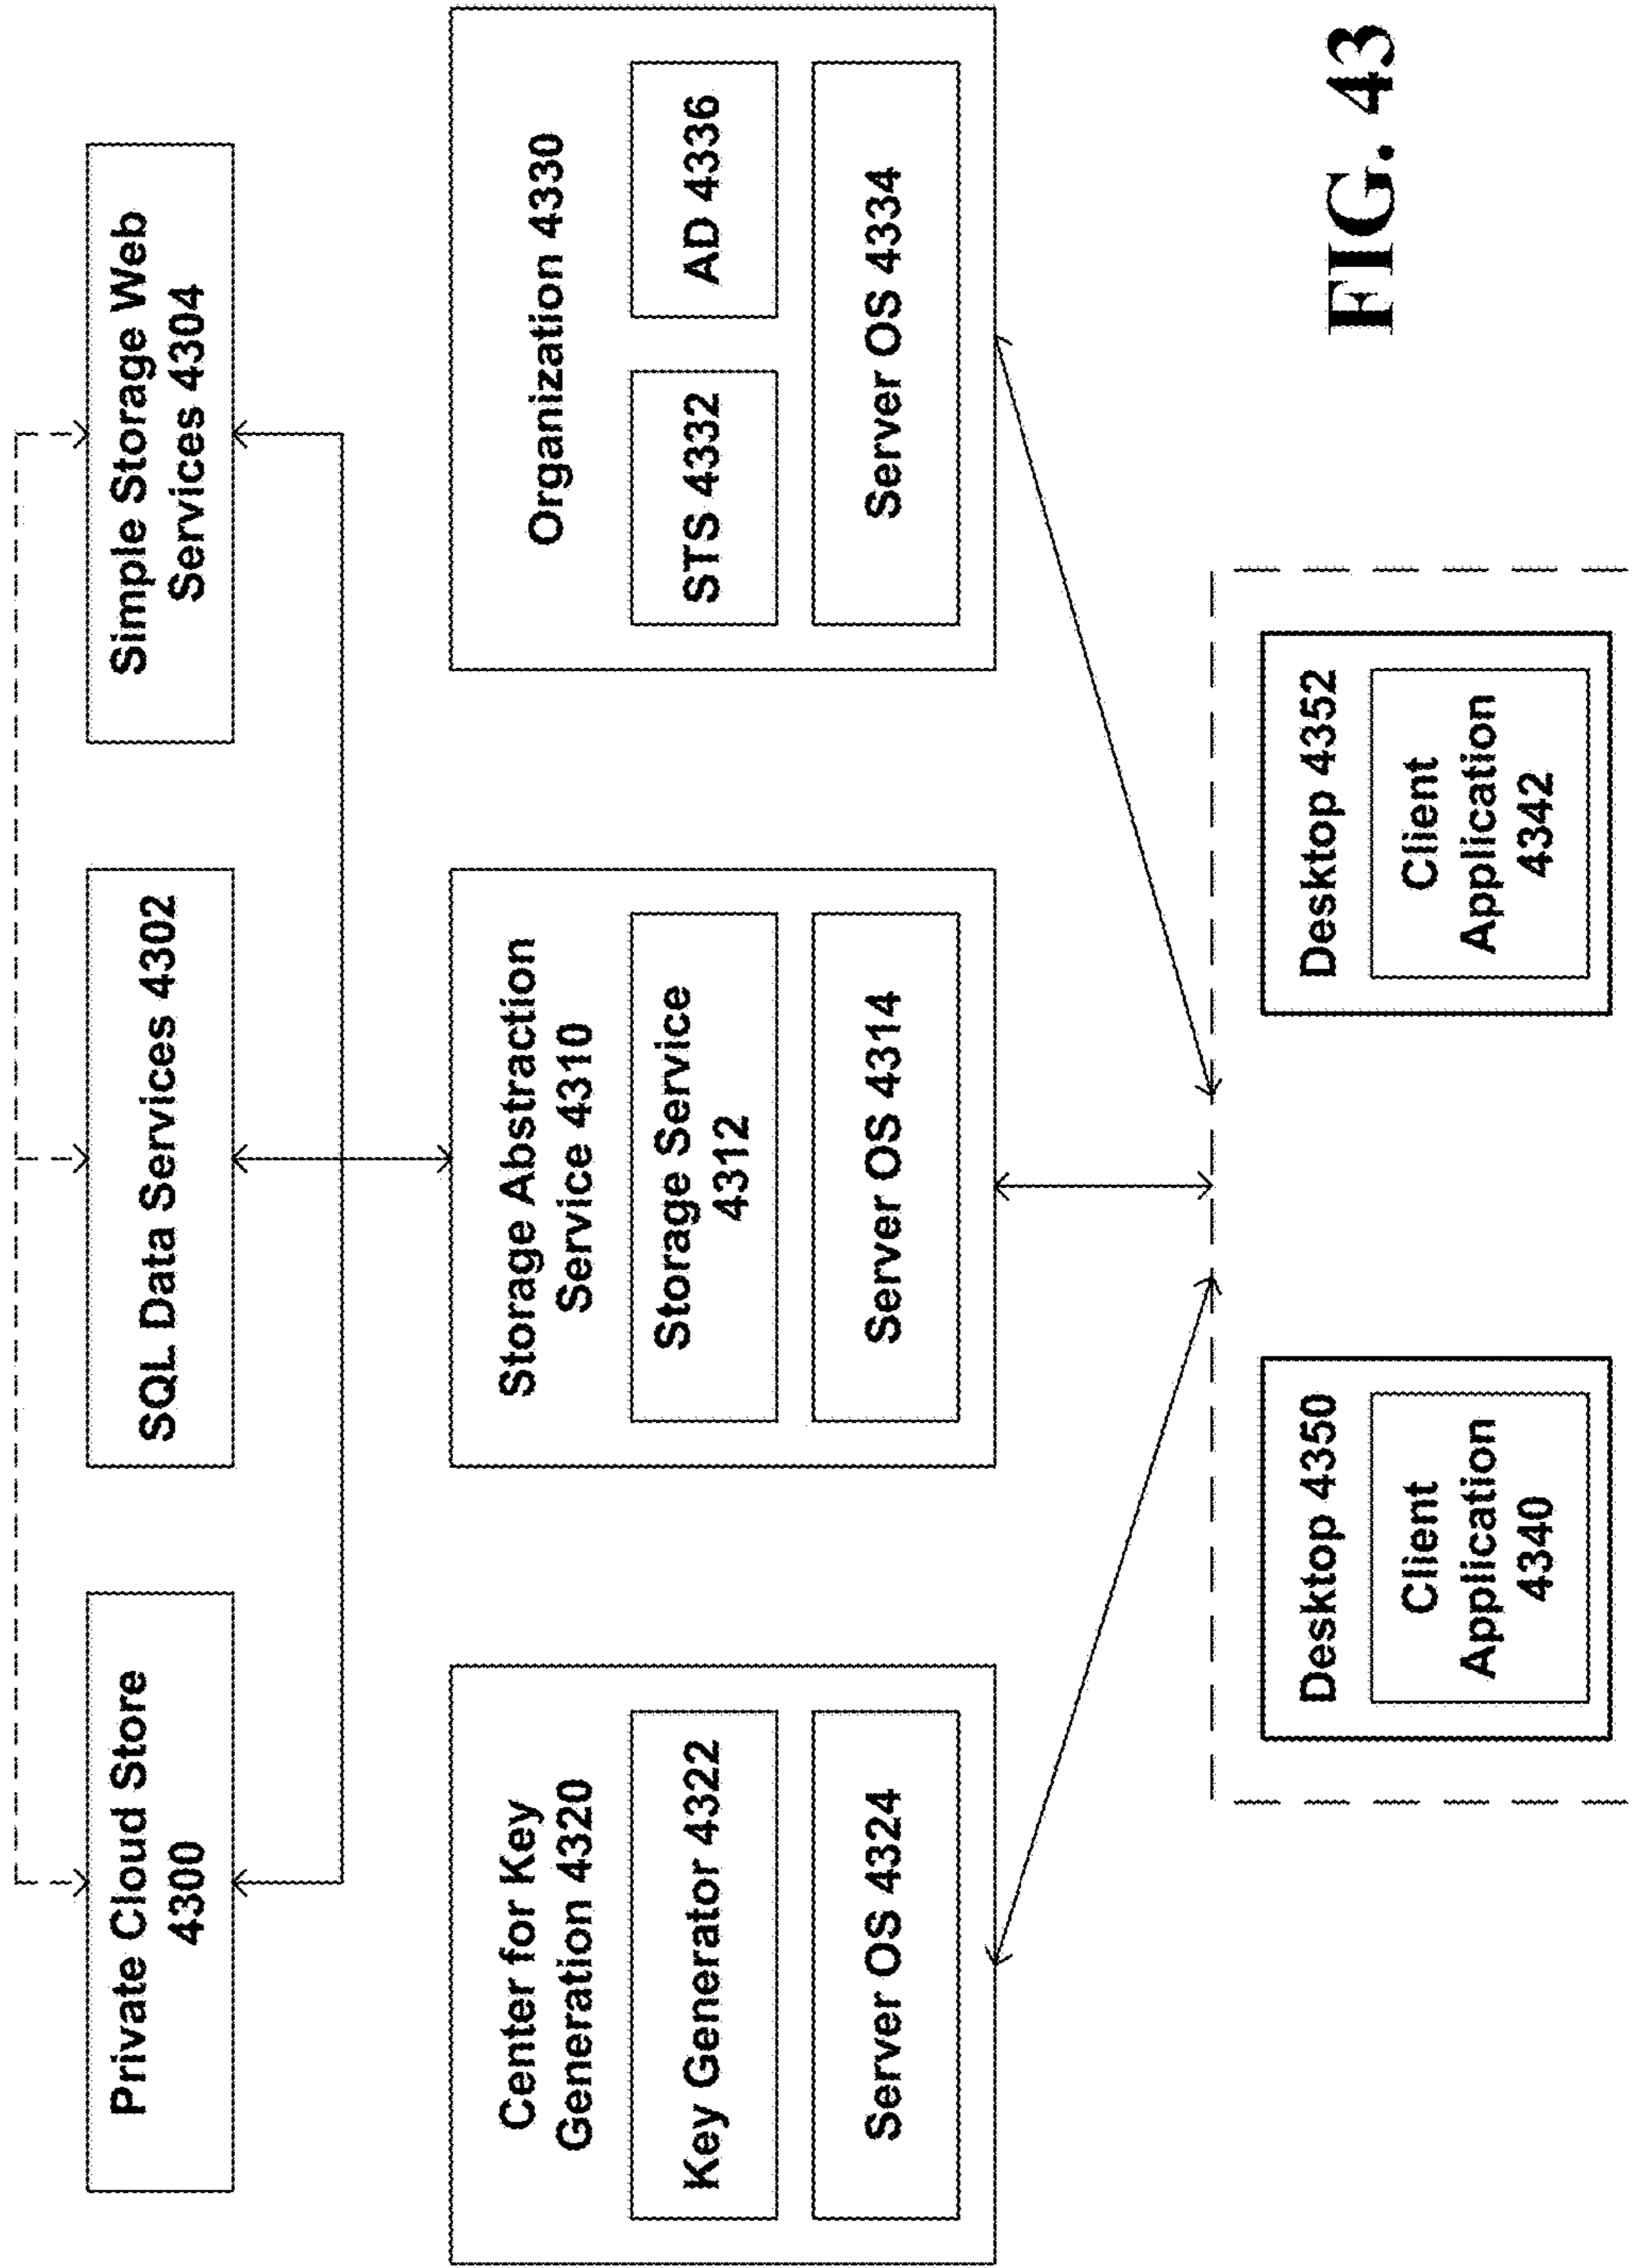 Private Cloud Store
4300
SQL Data Services 4302
Simple Storage Web
Services 4304
Center for Key
Generation 4320
Key Generator 4322
Server OS 4324
Storage Abstraction
Service 4310
Storage Service
4312
Server OS 4314
Organization 4330
STS 4332
AD 4336
Server OS 4334
Desktop 4350
Client
Application
4340
Desktop 4352
Client
Application
4342
FIG. 43